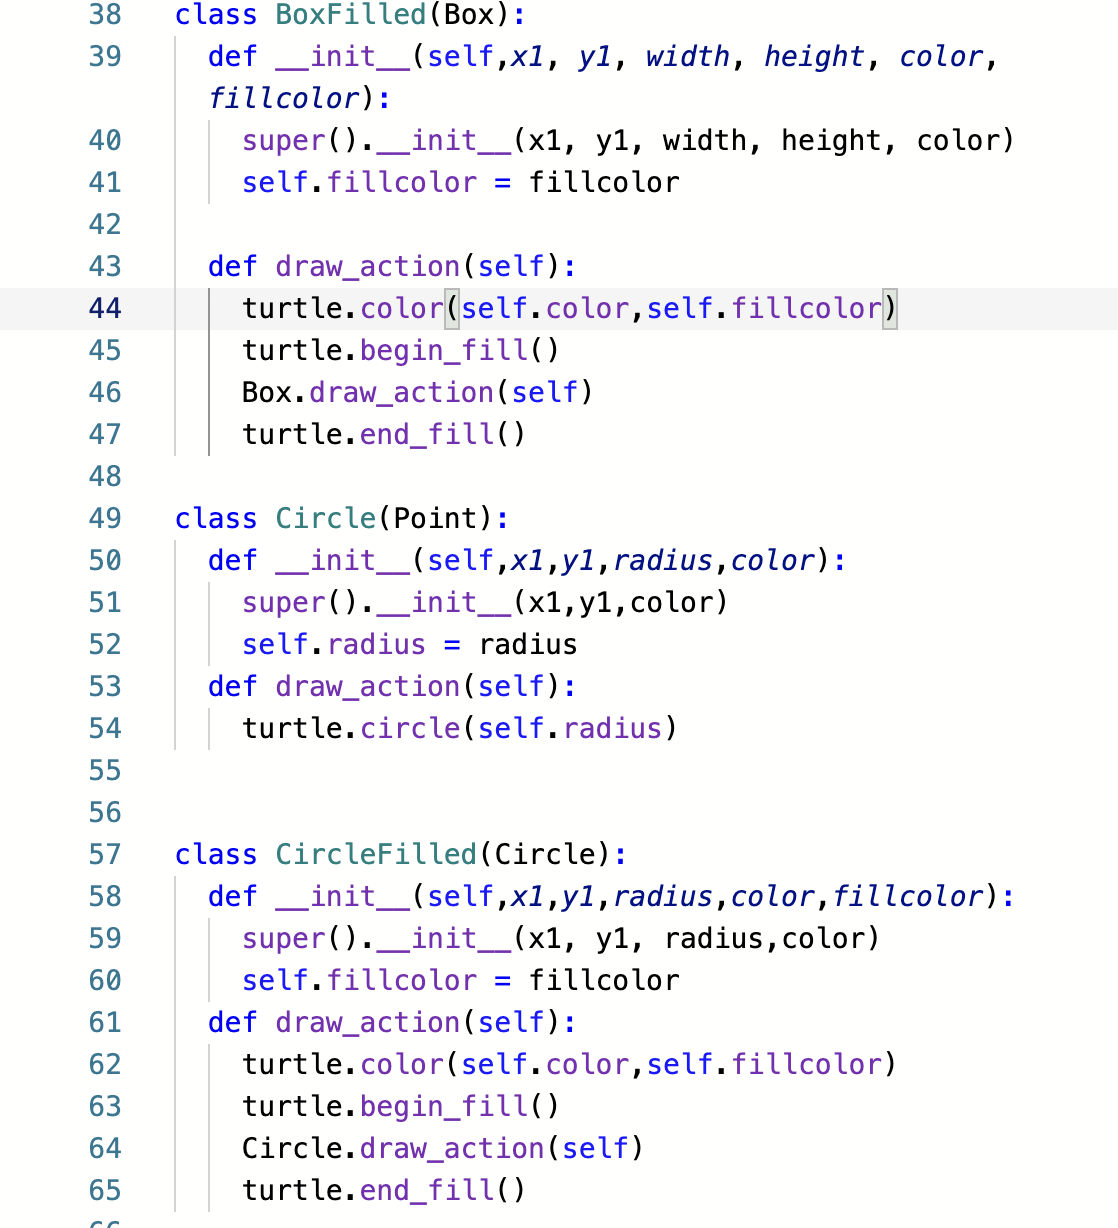 38 class BoxFilled(Box):
39 def __init__(self,x1, y1, width, height, color,
fillcolor):
40 super().__init__(x1, y1, width, height, color)
41 self.fillcolor = fillcolor
42
43 def draw_action(self):
44 turtle.color(self.color,self.fillcolor)
45 turtle.begin_fill()
46 Box.draw_action(self)
47 turtle.end_fill()
48
49 class Circle(Point):
50 def __init__(self,x1,y1,radius,color):
51 super().__init__(x1,y1,color)
52 self.radius = radius
53 def draw_action(self):
54 turtle.circle(self.radius)
55
56
57 class CircleFilled(Circle):
58 def __init__(self,x1,y1,radius,color,fillcolor):
59 super().__init__(x1, y1, radius,color)
60 self.fillcolor = fillcolor
61 def draw_action(self):
62 turtle.color(self.color,self.fillcolor)
63 turtle.begin_fill()
64 Circle.draw_action(self)
65 turtle.end_fill()